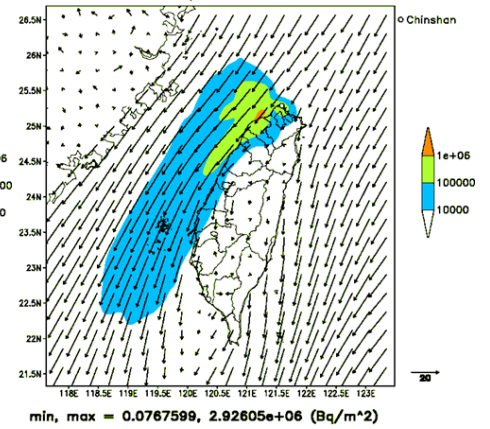 26.5N
Chinshan
26N
25.5N
25N
1e+06
24.5N
100000
24N
10000
23.5N
23N
22.5N
22N
21.5N
20
118E 118.5E 119E 119.5E 120E 120.5E 121E 121.5E 122E 122.5E 123E
min, max = 0.0767599, 2.92605e+06 (Bq/m^2)